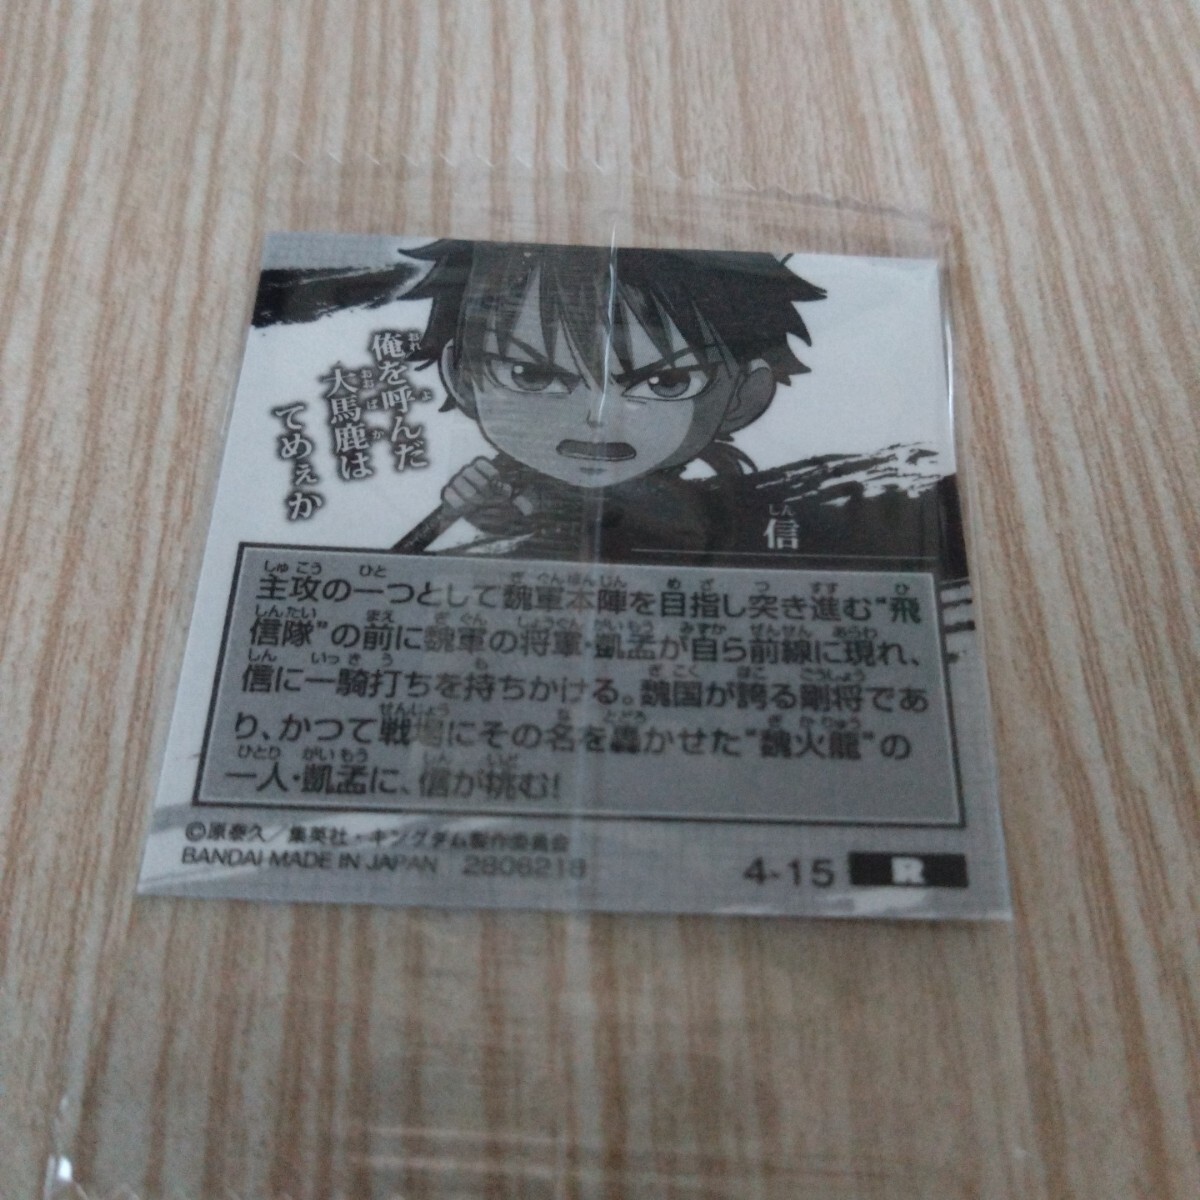 俺を呼んだ
大馬鹿は
てめぇか
信
主攻の一つとして魏軍本陣を目指し突き進む“飛
信隊”の前に魏軍の将軍・凱孟が自ら前線に現れ、
信に一騎打ちを持ちかける。魏国が誇る剛将であ
り、かつて戦場にその名を轟かせた“魏火龍”の
一人・凱孟に、信が挑む!
©原泰久/集英社・キングダム製作委員会
BANDAI MADE IN JAPAN 2806218
4-15 R